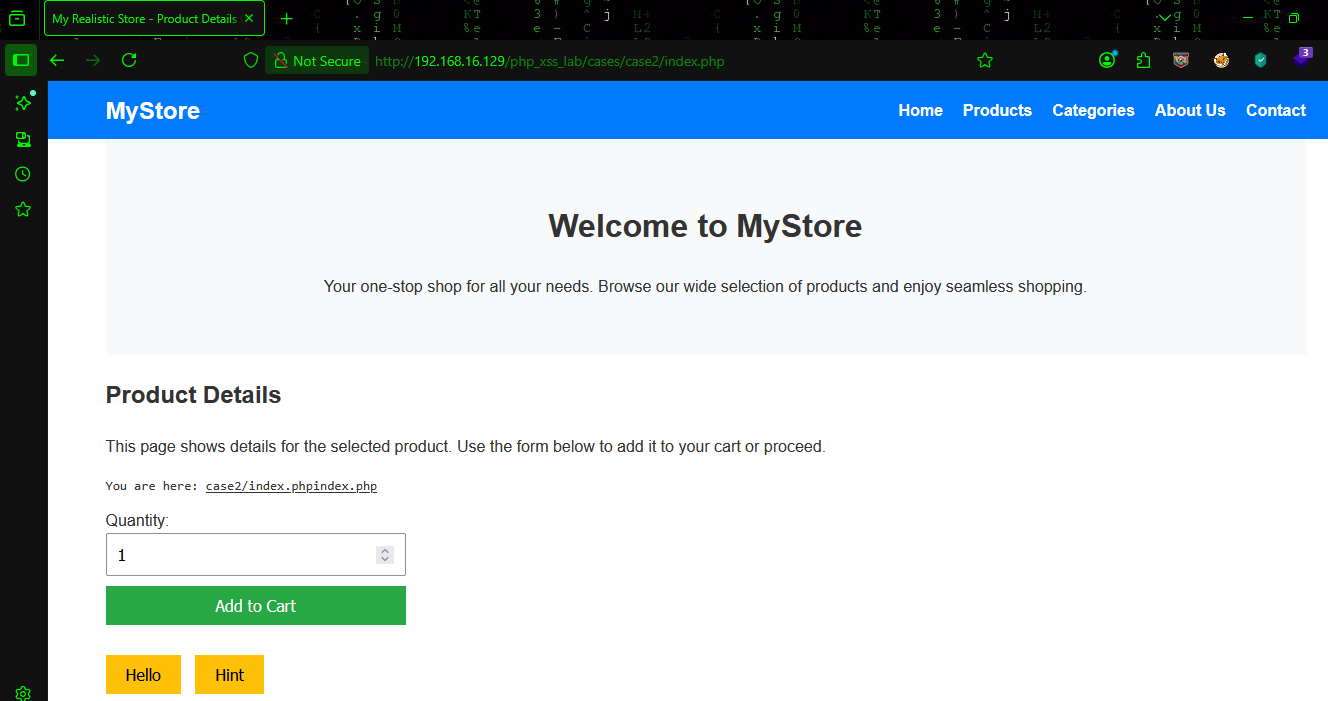 My Realistic Store - Product Details
Not Secure
http://192.168.16.129/php_xss_lab/cases/case2/index.php
3
MyStore
Home
Products
Categories
About Us
Contact
Welcome to MyStore
Your one-stop shop for all your needs. Browse our wide selection of products and enjoy seamless shopping.
Product Details
This page shows details for the selected product. Use the form below to add it to your cart or proceed.
You are here: case2/index.phpindex.php
Quantity:
1
Add to Cart
Hello
Hint